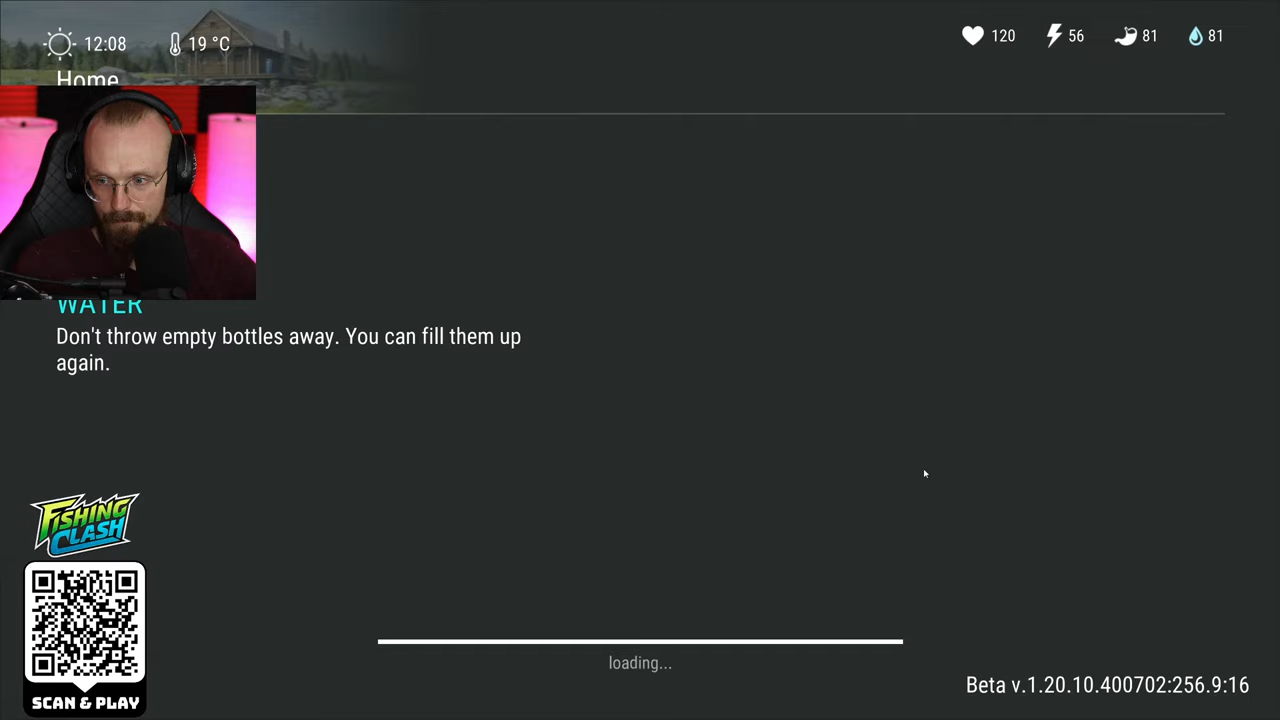 12:08
19 °C
120
56
81
81
Home
WATER
Don't throw empty bottles away. You can fill them up
again.
FISHING
CLASH
SCAN & PLAY
loading...
Beta v.1.20.10.400702:256.9:16